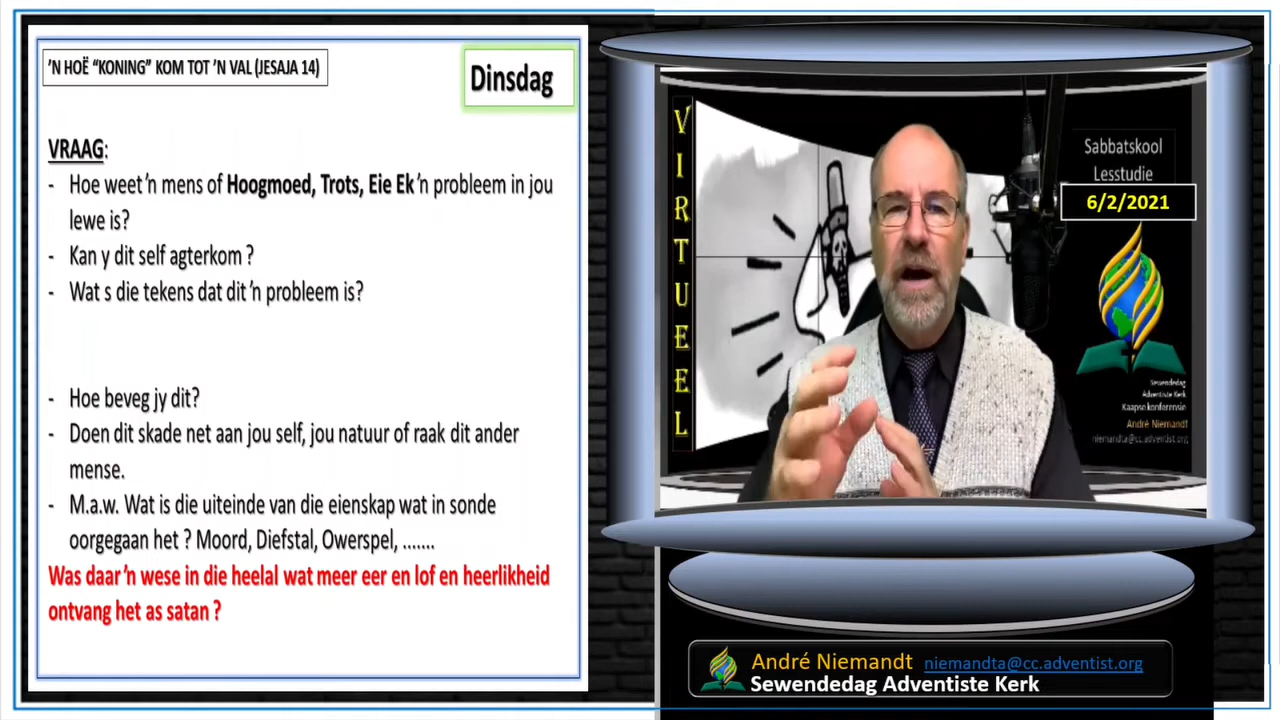 'N HOË “KONING” KOM TOT 'N VAL (JESAJA 14)
Dinsdag
VRAAG:
- Hoe weet 'n mens of Hoogmoed, Trots, Eie Ek 'n probleem in jou
lewe is?
- Kan y dit self agterkom ?
- Wat s die tekens dat dit 'n probleem is?
- Hoe beveg jy dit?
- Doen dit skade net aan jou self, jou natuur of raak dit ander
mense.
- M.a.w. Wat is die uiteinde van die eienskap wat in sonde
oorgegaan het ? Moord, Diefstal, Owerspel, .......
Was daar 'n wese in die heelal wat meer eer en lof en heerlikheid
ontvang het as satan ?
VIRTUEEL
Sabbatskool
Lesstudie
6/2/2021
Sewendedag
Adventiste Kerk
Kaapse konferensie
André Niemandt
niemandta@cc.adventist.org
André Niemandt niemandta@cc.adventist.org
Sewendedag Adventiste Kerk